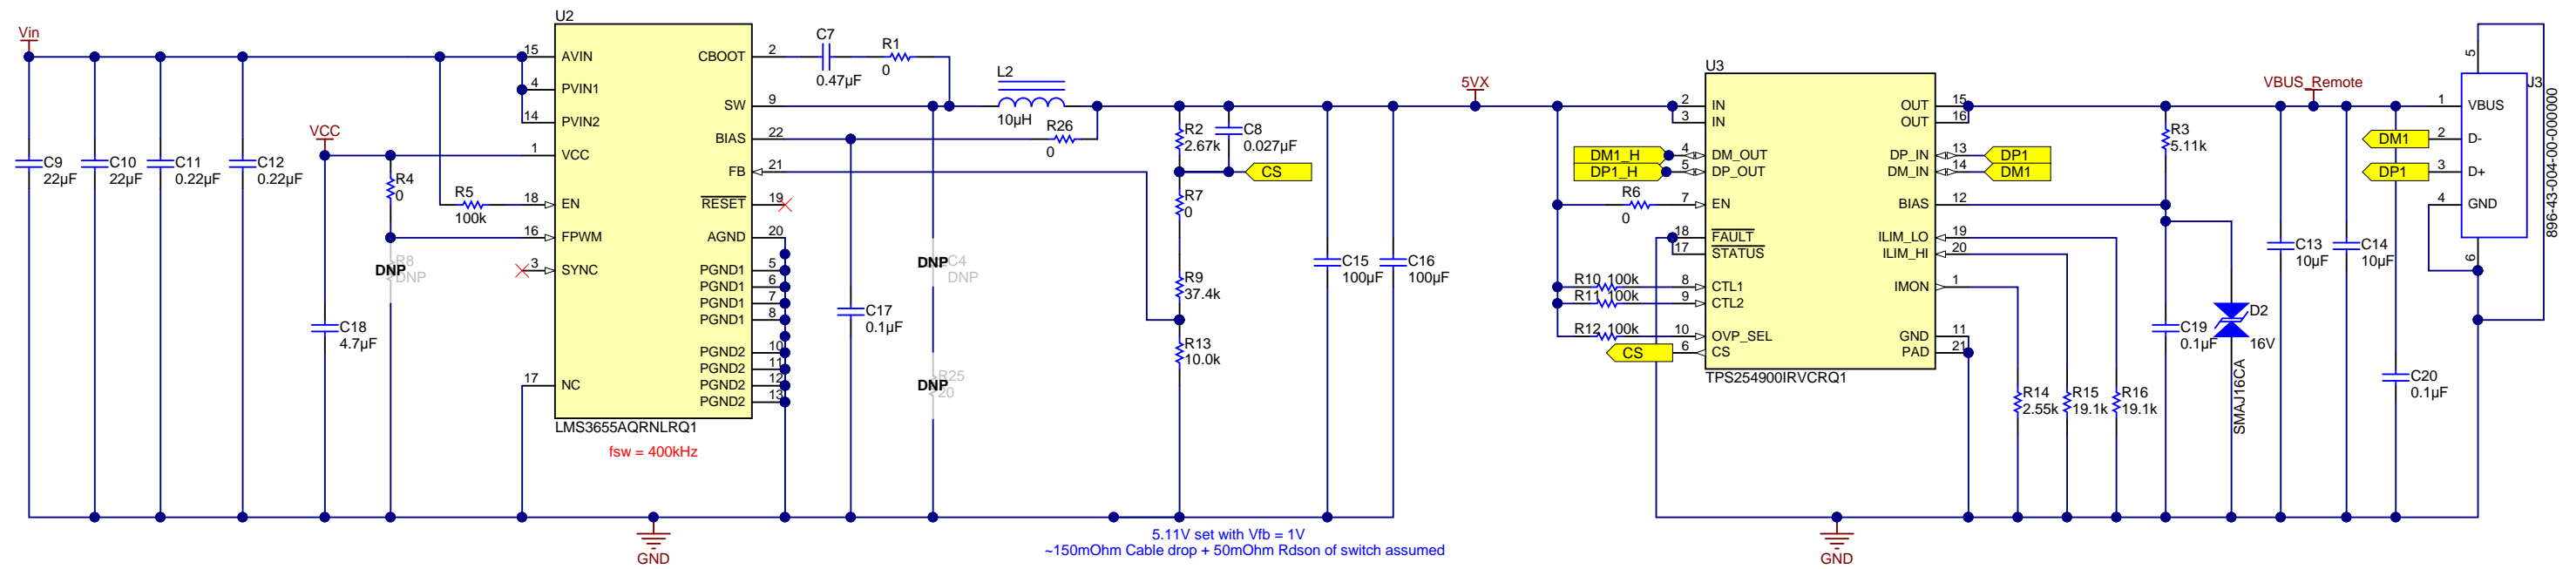 Vin
C9
22µF
C10
22µF
C11
0.22µF
C12
0.22µF
VCC
C18
4.7µF
R4
0
R8
DNP
DNP
R5
100k
U2
15
AVIN
4
PVIN1
14
PVIN2
1
VCC
18
EN
16
FPWM
3
SYNC
17
NC
CBOOT
2
SW
9
BIAS
22
FB
21
RESET
19
AGND
20
PGND1
5
PGND1
6
PGND1
7
PGND1
8
PGND2
10
PGND2
11
PGND2
12
PGND2
13
LMS3655AQRNLRQ1
fsw = 400kHz
GND
C7
0.47µF
R1
0
L2
10µH
R26
0
C17
0.1µF
DNP
C4
DNP
DNP
R25
20
R2
2.67k
C8
0.027µF
CS
R7
0
R9
37.4k
R13
10.0k
5.11V set with Vfb = 1V
~150mOhm Cable drop + 50mOhm Rdson of switch assumed
C15
100µF
C16
100µF
5VX
U3
2
IN
3
IN
DM1_H
4
DM_OUT
DP1_H
5
DP_OUT
R6
0
7
EN
18
FAULT
17
STATUS
R10 100k
8
CTL1
R11 100k
9
CTL2
R12 100k
10
OVP_SEL
CS
6
CS
OUT
15
OUT
16
DP_IN
13
DP1
DM_IN
14
DM1
BIAS
12
ILIM_LO
19
ILIM_HI
20
IMON
1
GND
11
PAD
21
TPS254900IRVCRQ1
GND
R14
2.55k
R15
19.1k
R16
19.1k
R3
5.11k
C19
0.1µF
D2
16V
SMAJ16CA
VBUS_Remote
C13
10µF
C14
10µF
C20
0.1µF
DM1
DP1
J3
5
1
VBUS
2
D-
3
D+
4
GND
6
896-43-004-00-000000